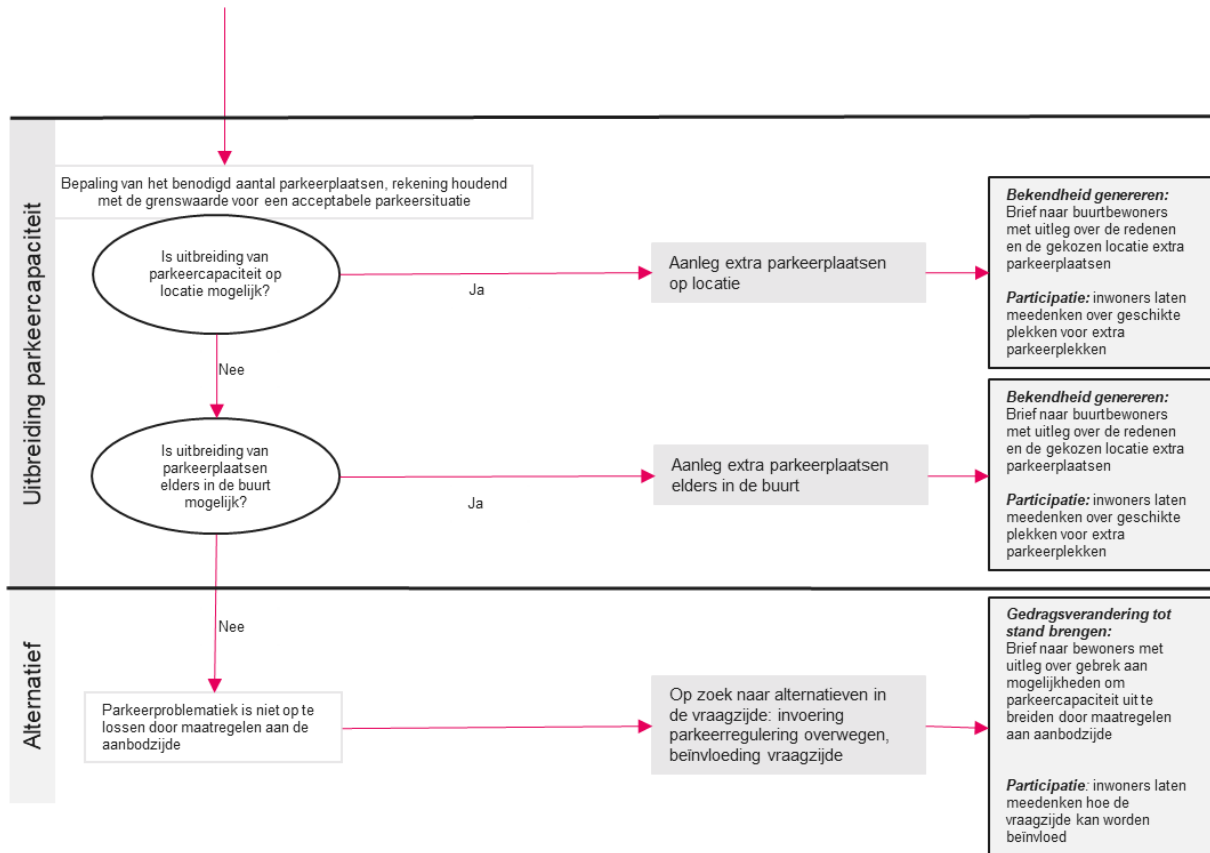 Uitbreiding parkeercapaciteit
Bepaling van het benodigd aantal parkeerplaatsen, rekening houdend
met de grenswaarde voor een acceptabele parkeersituatie
Is uitbreiding van
parkeercapaciteit op
locatie mogelijk?
Ja
Aanleg extra parkeerplaatsen
op locatie
Bekendheid genereren:
Brief naar buurtbewoners
met uitleg over de redenen
en de gekozen locatie extra
parkeerplaatsen
Participatie: inwoners laten
meedenken over geschikte
plekken voor extra
parkeerplekken
Nee
Is uitbreiding van
parkeerplaatsen
elders in de buurt
mogelijk?
Ja
Aanleg extra parkeerplaatsen
elders in de buurt
Bekendheid genereren:
Brief naar buurtbewoners
met uitleg over de redenen
en de gekozen locatie extra
parkeerplaatsen
Participatie: inwoners laten
meedenken over geschikte
plekken voor extra
parkeerplekken
Alternatief
Nee
Parkeerproblematiek is niet op te
lossen door maatregelen aan de
aanbodzijde
Op zoek naar alternatieven in
de vraagzijde: invoering
parkeerregulering overwegen,
beïnvloeding vraagzijde
Gedragsverandering tot
stand brengen:
Brief naar bewoners met
uitleg over gebrek aan
mogelijkheden om
parkeercapaciteit uit te
breiden door maatregelen
aan aanbodzijde
Participatie: inwoners laten
meedenken hoe de
vraagzijde kan worden
beïnvloed